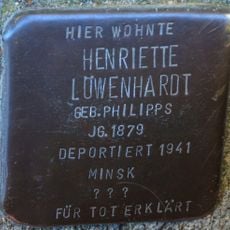 HIER WOHNTE
HENRIETTE
LÖWENHARDT
GEB. PHILIPPS
JG. 1879
DEPORTIERT 1941
MINSK
? ? ?
FÜR TOT ERKLÄRT